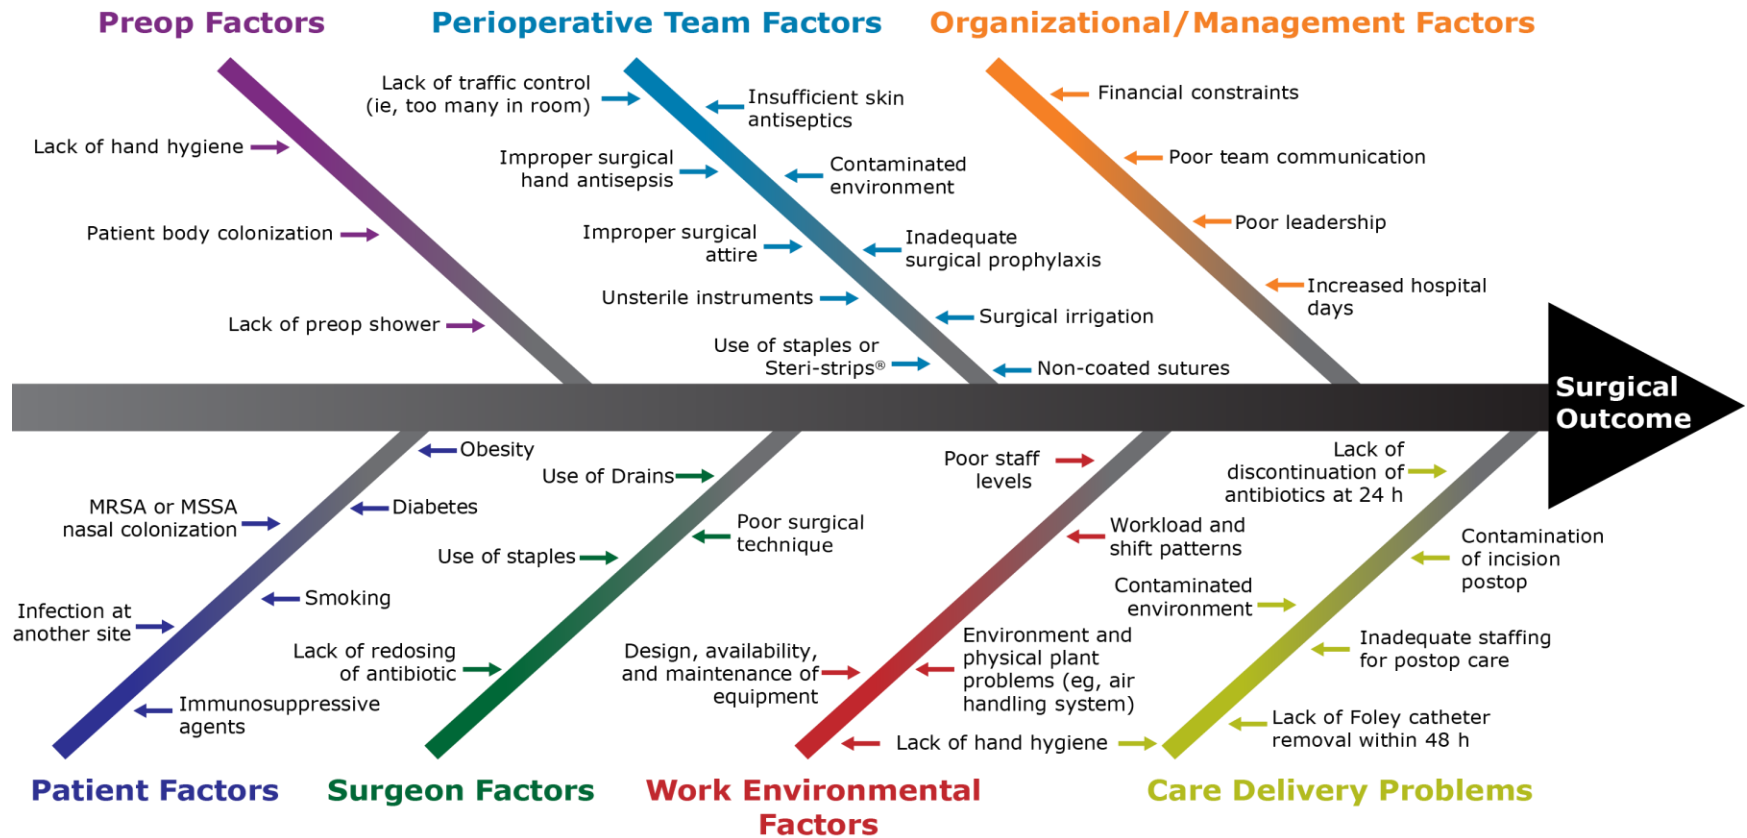 Preop Factors
Perioperative Team Factors
Organizational/Management Factors
Lack of hand hygiene
Patient body colonization
Lack of preop shower
Lack of traffic control
(ie, too many in room)
Insufficient skin
antiseptics
Improper surgical
hand antisepsis
Contaminated
environment
Improper surgical
attire
Inadequate
surgical prophylaxis
Unsterile instruments
Surgical irrigation
Use of staples or
Steri-strips®
Non-coated sutures
Financial constraints
Poor team communication
Poor leadership
Increased hospital
days
Surgical
Outcome
Obesity
MRSA or MSSA
nasal colonization
Diabetes
Smoking
Infection at
another site
Immunosuppressive
agents
Use of Drains
Poor surgical
technique
Use of staples
Lack of redosing
of antibiotic
Poor staff
levels
Workload and
shift patterns
Design, availability,
and maintenance of
equipment
Environment and
physical plant
problems (eg, air
handling system)
Lack of hand hygiene
Lack of
discontinuation of
antibiotics at 24 h
Contamination
of incision
postop
Contaminated
environment
Inadequate staffing
for postop care
Lack of Foley catheter
removal within 48 h
Patient Factors
Surgeon Factors
Work Environmental
Factors
Care Delivery Problems